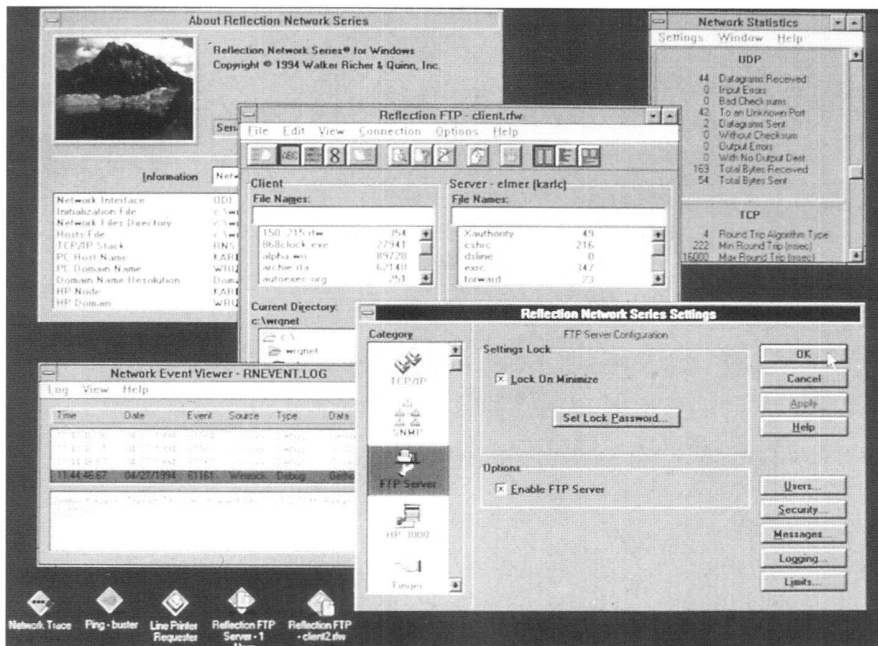 About Reflection Network Series
Reflection Network Series® for Windows
Copyright © 1994 Walker Richer & Quinn, Inc.
Information
Network Interface ODI
Initialization File
Network Files Directory
Hosts File
TCP/IP Stack RNS
PC Host Name
PC Domain Name
Domain Name Resolution
HP Node
HP Domain
Reflection FTP - client.rfw
File Edit View Connection Options Help
Client
File Names:
868clock.exe 27941
89728
62148
autoexec.org 251
Current Directory:
c:\wrqnet
c:\
wrqnet
Server - elmer (karlc)
File Names:
Xauthority 49
cshrc 216
dsline 0
exrc 347
forward 23
Network Statistics
Settings Window Help
UDP
44 Datagrams Received
0 Input Errors
0 Bad Checksums
42 To an Unknown Port
2 Datagrams Sent
0 Without Checksum
0 Output Errors
0 With No Output Dest
163 Total Bytes Received
54 Total Bytes Sent
TCP
4 Round Trip Algorithm Type
222 Min Round Trip (msec)
16000 Max Round Trip (msec)
Network Event Viewer - RNEVENT.LOG
Log View Help
Time Date Event Source Type Data
11:44:46.67 04/27/1994 61161 Winsock Debug
Reflection Network Series Settings
Category
TCP/IP
SNMP
FTP Server
HP 3000
Finger
FTP Server Configuration
Settings Lock
Lock On Minimize
Set Lock Password...
Options
Enable FTP Server
OK
Cancel
Apply
Help
Users...
Security...
Messages...
Logging...
Limits...
Network Trace
Ping - buster
Line Printer Requester
Reflection FTP Server - 1
Reflection FTP - client2.rfw